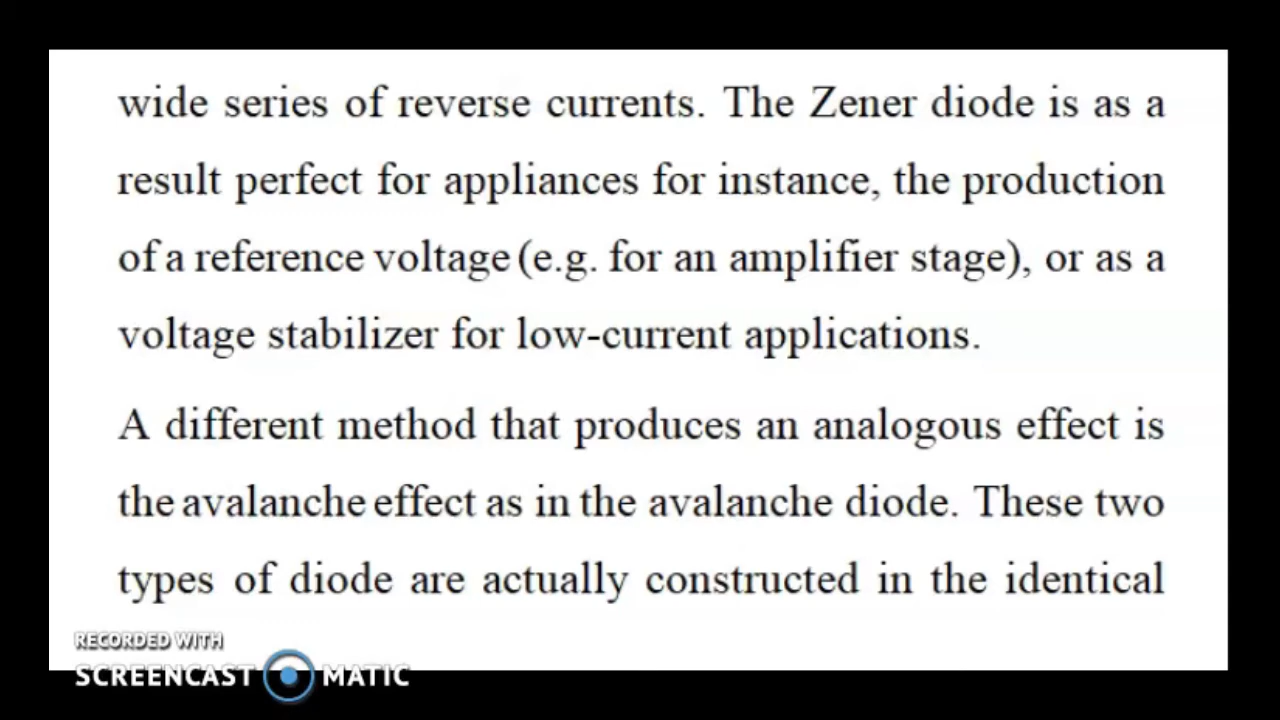 wide series of reverse currents. The Zener diode is as a
result perfect for appliances for instance, the production
of a reference voltage (e.g. for an amplifier stage), or as a
voltage stabilizer for low-current applications.
A different method that produces an analogous effect is
the avalanche effect as in the avalanche diode. These two
types of diode are actually constructed in the identical
RECORDED WITH
SCREENCAST MATIC